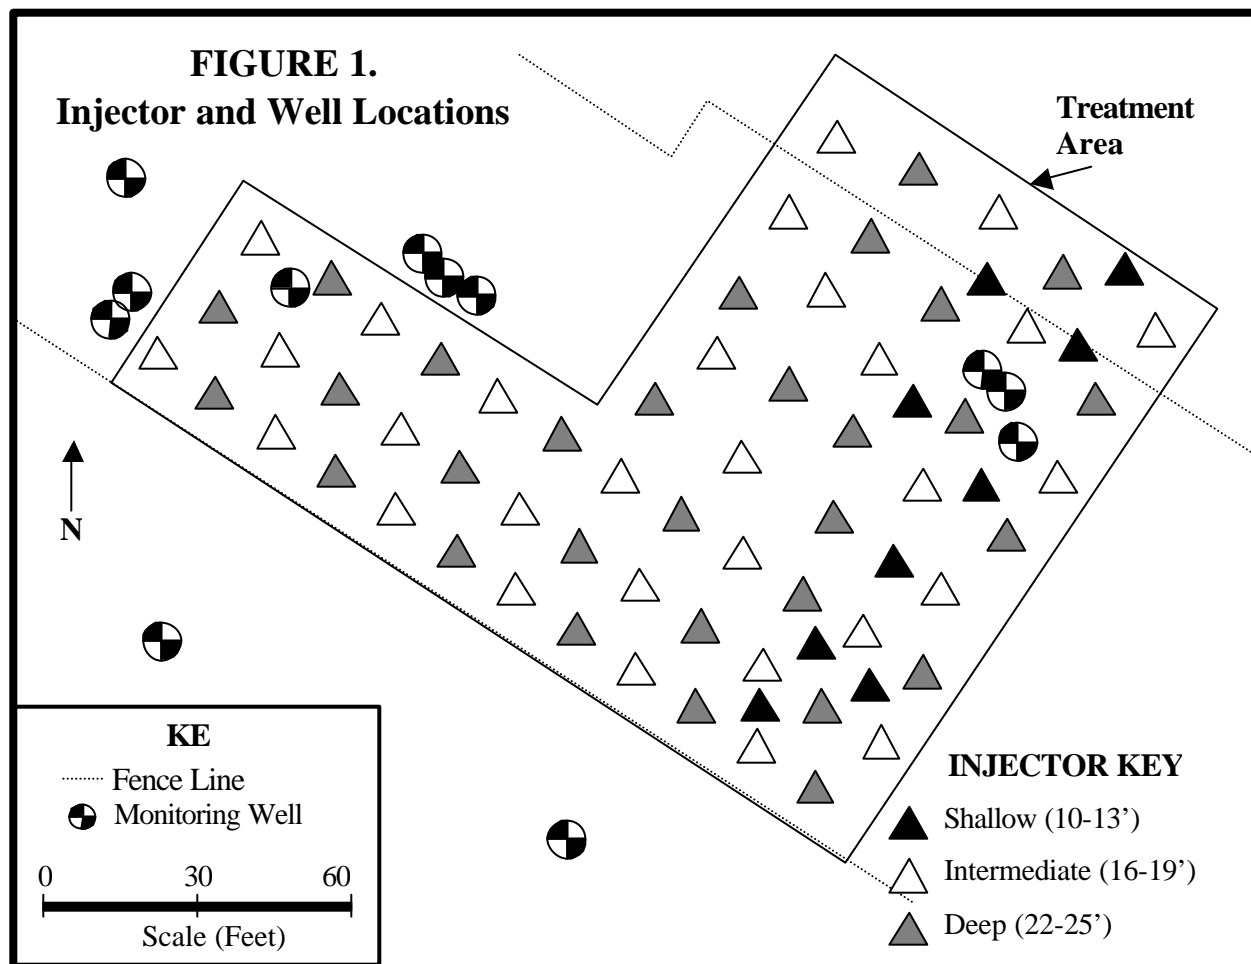 FIGURE 1.
Injector and Well Locations
Treatment
Area
N
KE
Fence Line
Monitoring Well
0 30 60
Scale (Feet)
INJECTOR KEY
Shallow (10-13’)
Intermediate (16-19’)
Deep (22-25’)